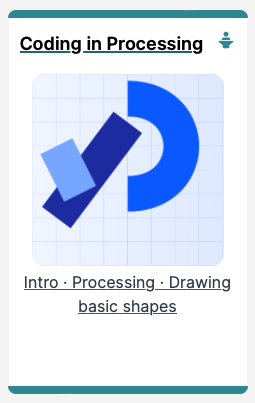 Coding in Processing
Intro · Processing · Drawing
basic shapes